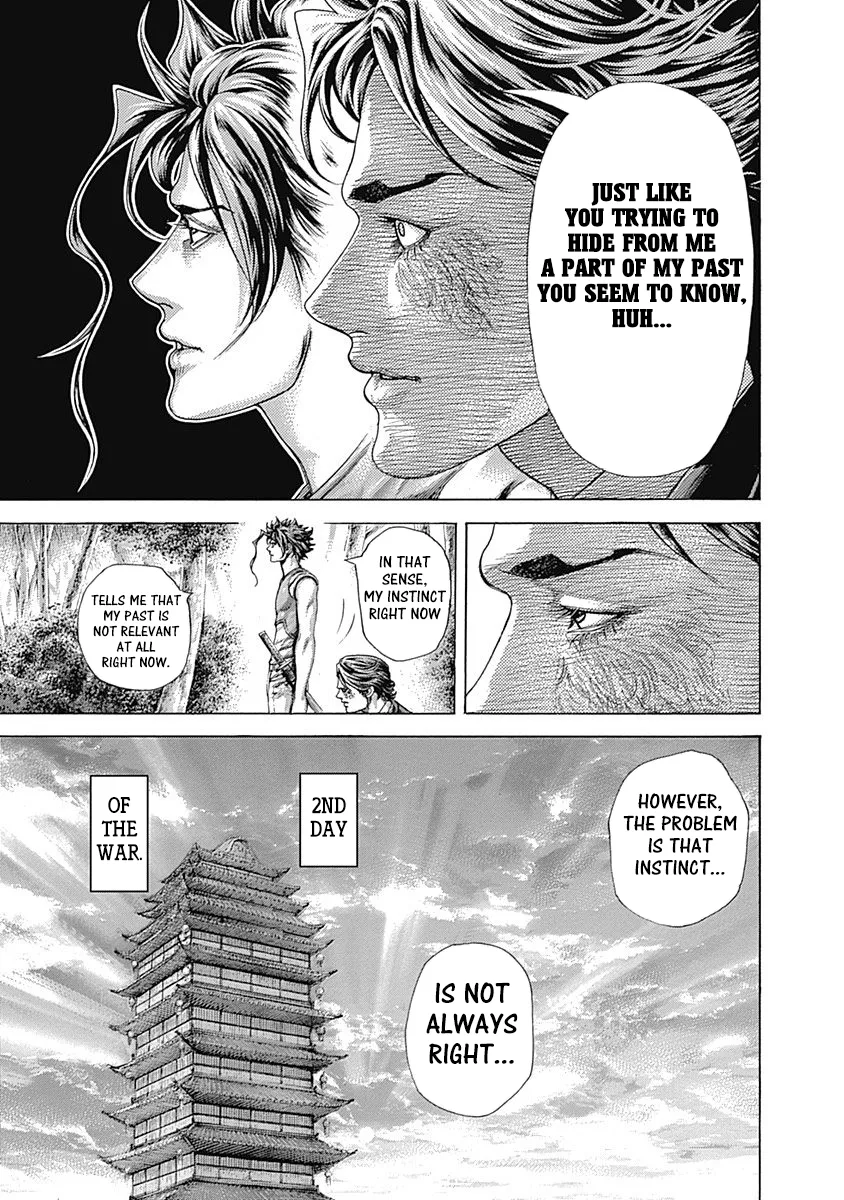 JUST LIKE
YOU TRYING TO
HIDE FROM ME
A PART OF MY PAST
YOU SEEM TO KNOW,
HUH...
IN THAT
SENSE,
MY INSTINCT
RIGHT NOW
TELLS ME THAT
MY PAST IS
NOT RELEVANT
AT ALL
RIGHT NOW.
2ND
DAY
OF
THE
WAR.
HOWEVER,
THE PROBLEM
IS THAT
INSTINCT...
IS NOT
ALWAYS
RIGHT...